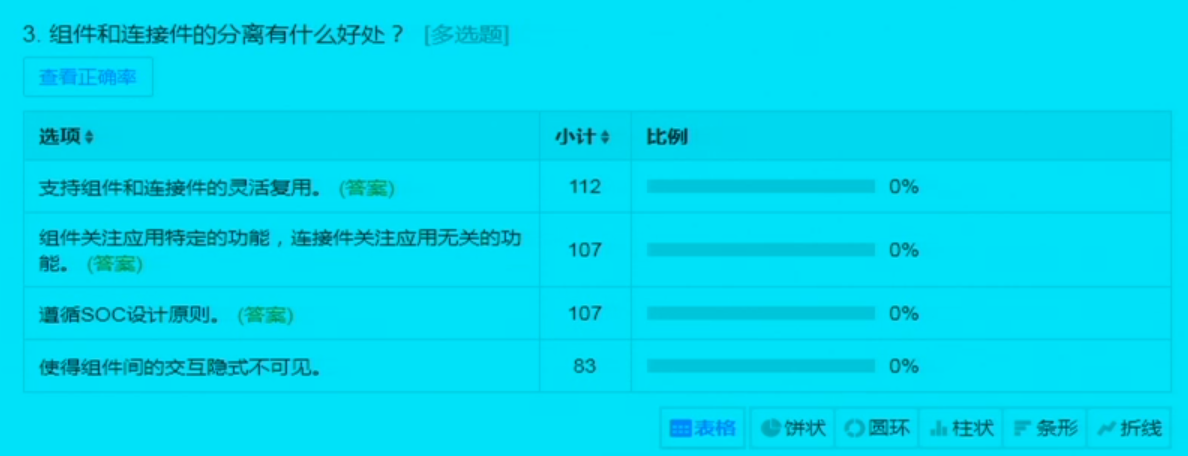 3. 组件和连接件的分离有什么好处？ [多选题]
查看正确率
选项 小计 比例
支持组件和连接件的灵活复用。 (答案) 112 0%
组件关注应用特定的功能，连接件关注应用无关的功
能。 (答案) 107 0%
遵循SOC设计原则。 (答案) 107 0%
使得组件间的交互隐式不可见。 83 0%
表格 饼状 圆环 柱状 条形 折线